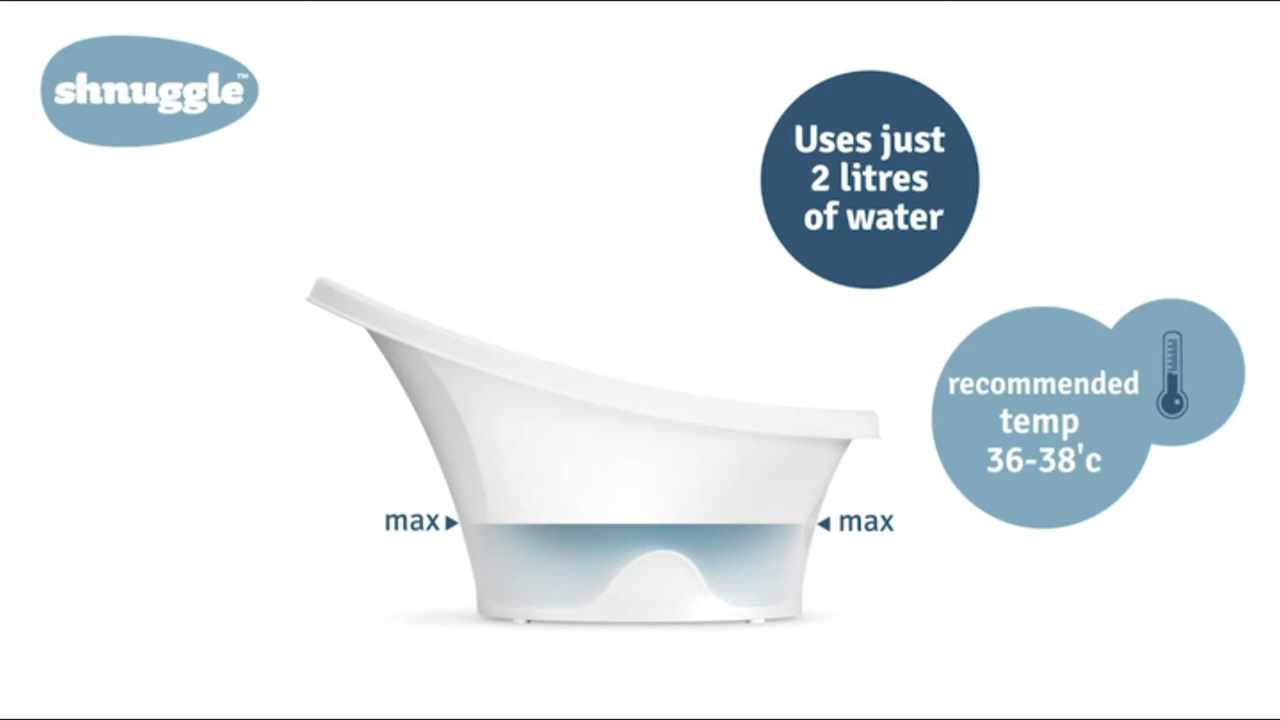 shnuggle™
Uses just
2 litres
of water
recommended
temp
36-38'c
max
max